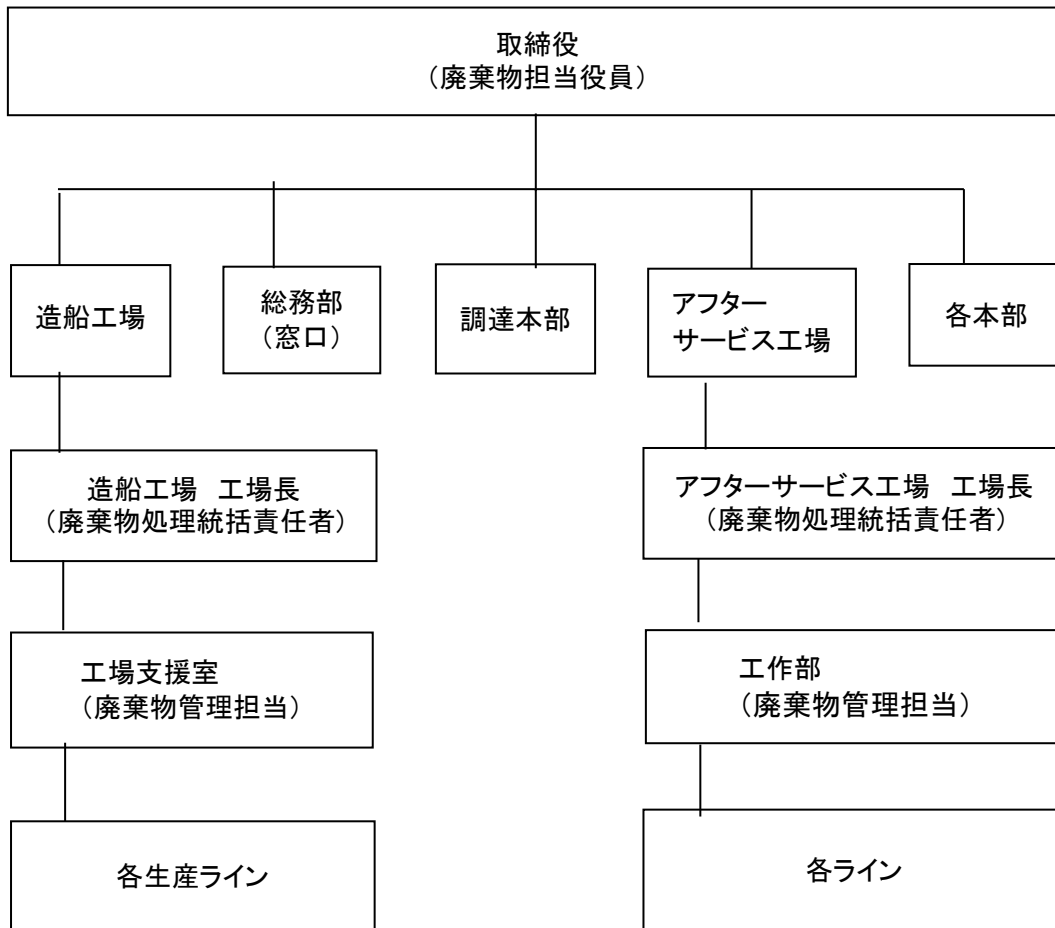 取締役
（廃棄物担当役員）
造船工場
総務部
（窓口）
調達本部
アフター
サービス工場
各本部
造船工場　工場長
（廃棄物処理統括責任者）
アフターサービス工場　工場長
（廃棄物処理統括責任者）
工場支援室
（廃棄物管理担当）
工作部
（廃棄物管理担当）
各生産ライン
各ライン